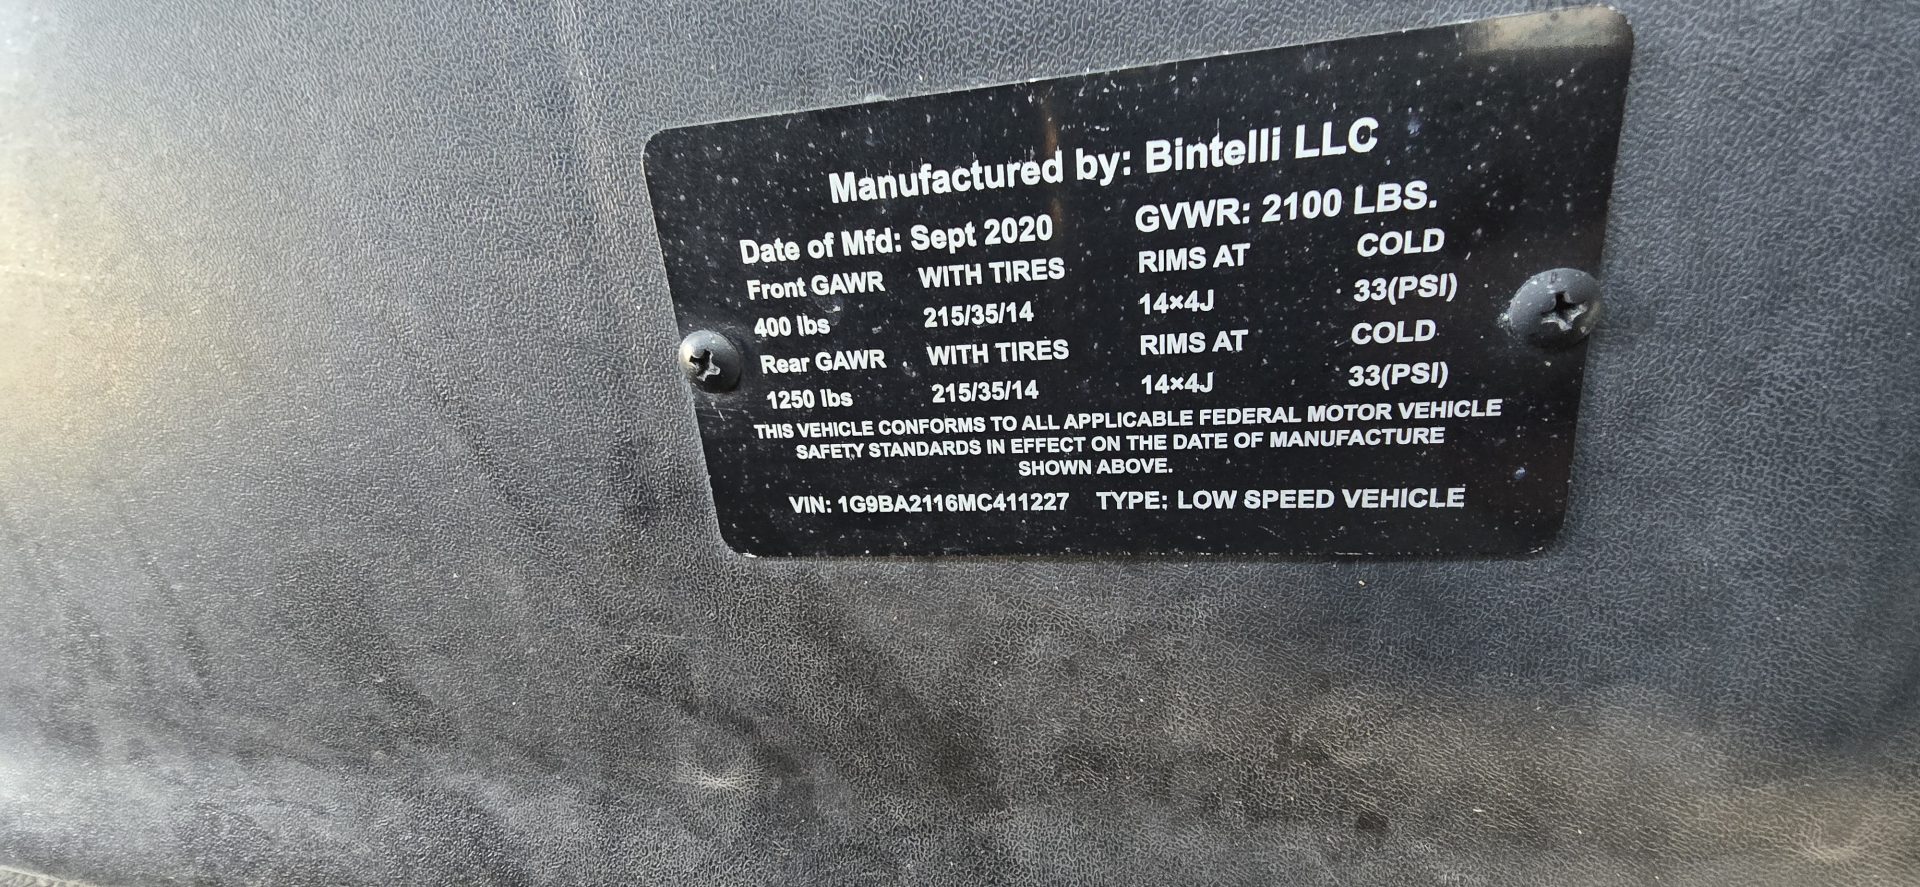 Manufactured by: Bintelli LLC
Date of Mfd: Sept 2020 GVWR: 2100 LBS.
Front GAWR WITH TIRES RIMS AT COLD
400 lbs 215/35/14 14×4J 33(PSI)
Rear GAWR WITH TIRES RIMS AT COLD
1250 lbs 215/35/14 14×4J 33(PSI)
THIS VEHICLE CONFORMS TO ALL APPLICABLE FEDERAL MOTOR VEHICLE
SAFETY STANDARDS IN EFFECT ON THE DATE OF MANUFACTURE
SHOWN ABOVE.
VIN: 1G9BA2116MC411227 TYPE: LOW SPEED VEHICLE